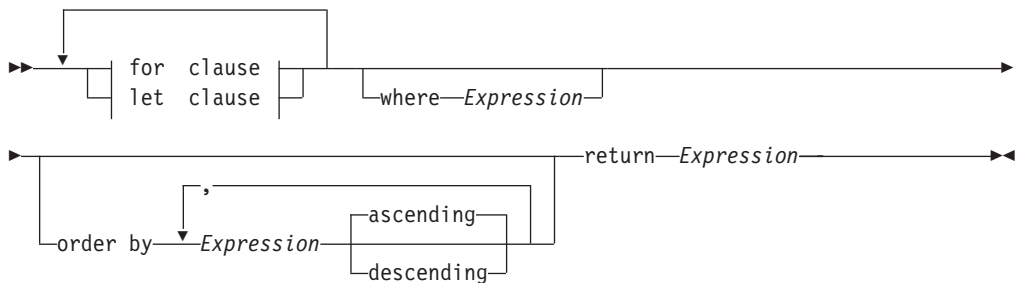 for clause
let clause
where Expression
return Expression
,
ascending
order by Expression
descending